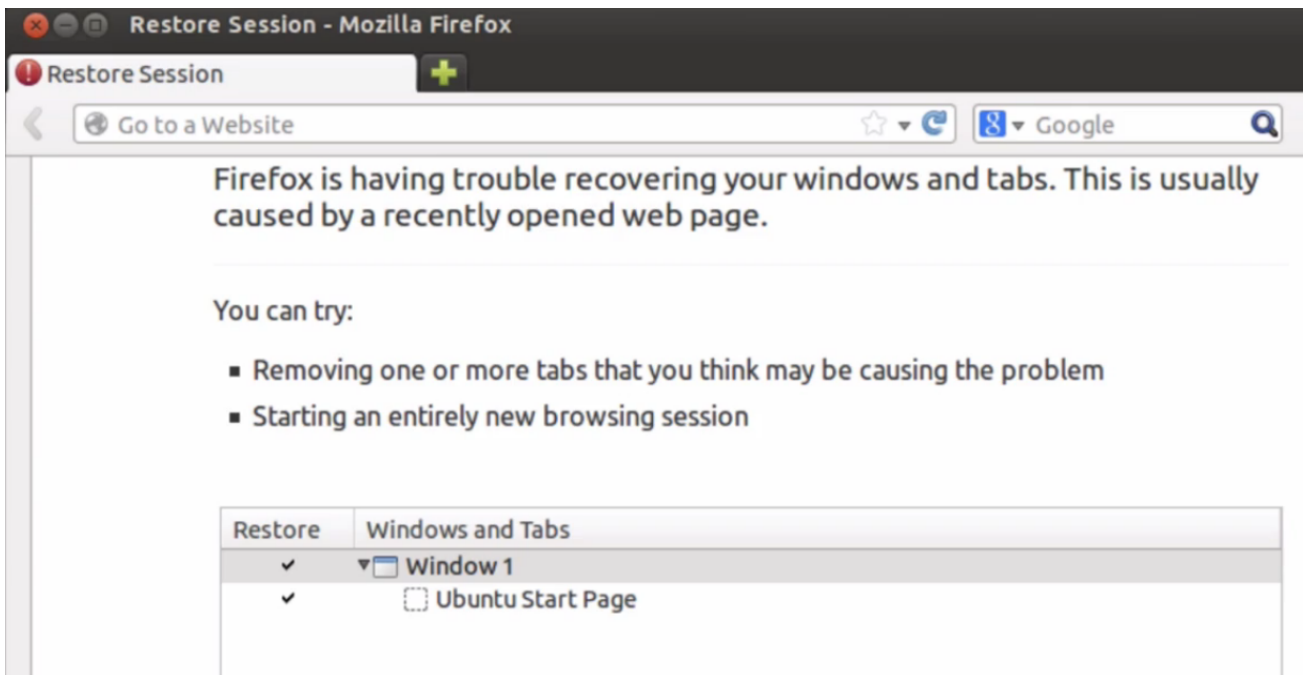 Restore Session - Mozilla Firefox
Restore Session
Go to a Website
8 Google
Firefox is having trouble recovering your windows and tabs. This is usually
caused by a recently opened web page.
You can try:
Removing one or more tabs that you think may be causing the problem
Starting an entirely new browsing session
Restore Windows and Tabs
Window 1
Ubuntu Start Page